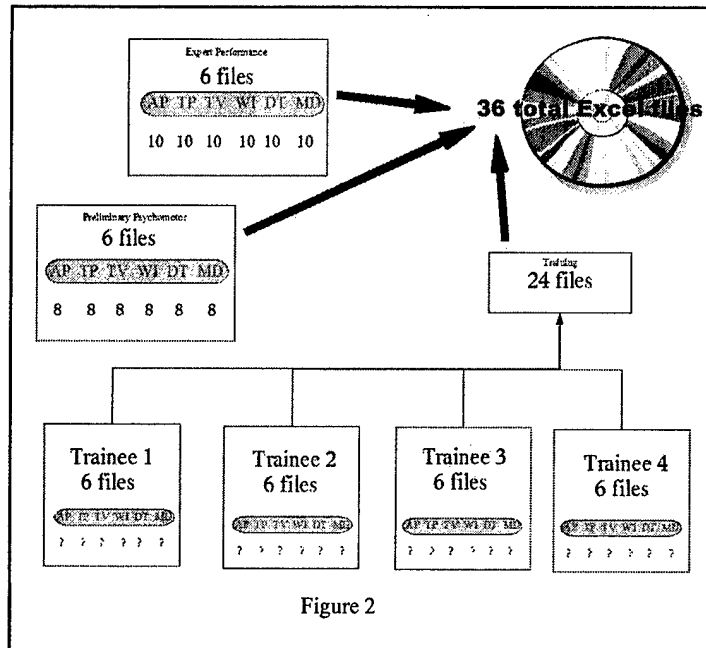 Expert Performance
6 files
AP TP TV WI DT MD
10 10 10 10 10 10
36 total Excel files
Preliminary Psychomotor
6 files
AP TP TV WI DT MD
8 8 8 8 8 8
Training
24 files
Trainee 1
6 files
AP TP TV WI DT MD
? ? ? ? ? ?
Trainee 2
6 files
AP TP TV WI DT MD
? ? ? ? ? ?
Trainee 3
6 files
AP TP TV WI DT MD
? ? ? ? ? ?
Trainee 4
6 files
AP TP TV WI DT MD
? ? ? ? ? ?
Figure 2